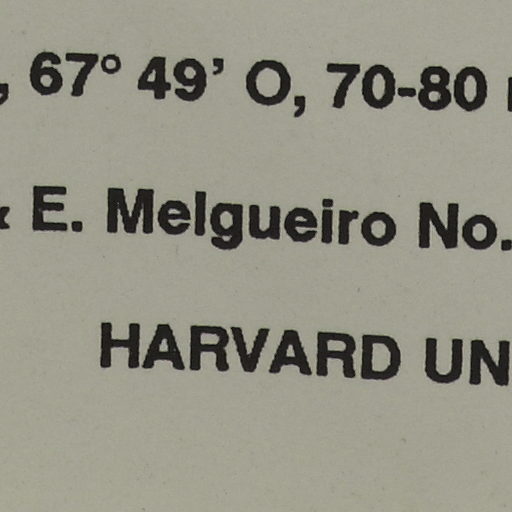 , 67° 49’ O, 70-80
& E. Melgueiro No.
HARVARD UN